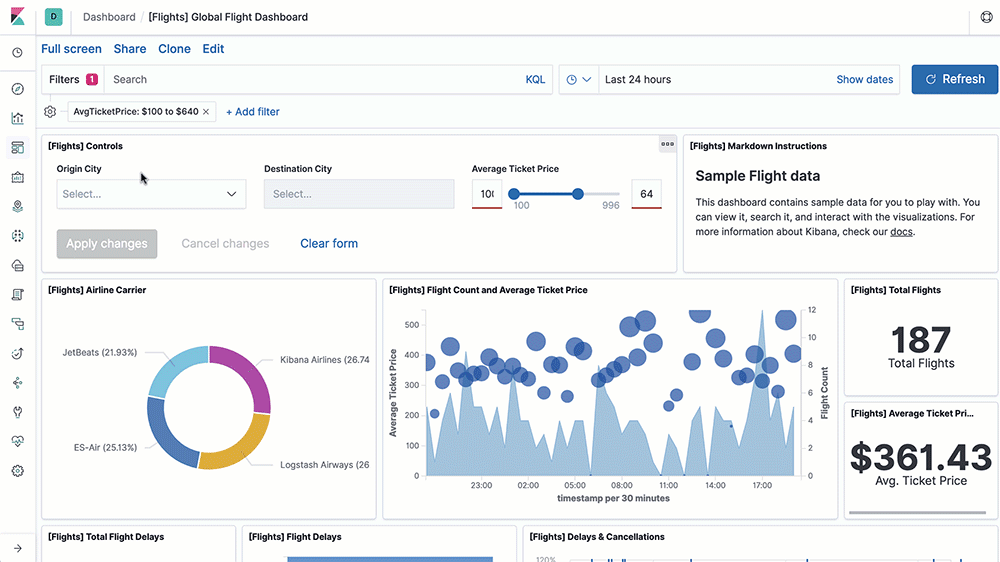 D Dashboard / [Flights] Global Flight Dashboard
Full screen Share Clone Edit
Filters 1 Search KQL Last 24 hours Show dates Refresh
AvgTicketPrice: $100 to $640 × + Add filter
[Flights] Controls
Origin City Destination City Average Ticket Price
Select... Select... 100 64
100 996
Apply changes Cancel changes Clear form
[Flights] Markdown Instructions
Sample Flight data
This dashboard contains sample data for you to play with. You
can view it, search it, and interact with the visualizations. For
more information about Kibana, check our docs.
[Flights] Airline Carrier
JetBeats (21.93%)
Kibana Airlines (26.74
ES-Air (25.13%)
Logstash Airways (26
[Flights] Flight Count and Average Ticket Price
Average Ticket Price
500
400
300
200
100
0
12
10
8
6
4
2
0
Flight Count
23:00 02:00 05:00 08:00 11:00 14:00 17:00
timestamp per 30 minutes
[Flights] Total Flights
187
Total Flights
[Flights] Average Ticket Pri...
$361.43
Avg. Ticket Price
[Flights] Total Flight Delays
[Flights] Flight Delays
[Flights] Delays & Cancellations
120%